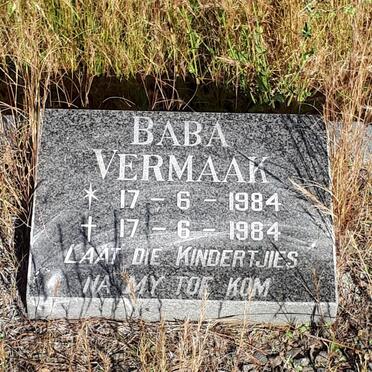 BABA
VERMAAK
* 17 - 6 - 1984
† 17 - 6 - 1984
LAAT DIE KINDERTJIES
NA MY TOE KOM